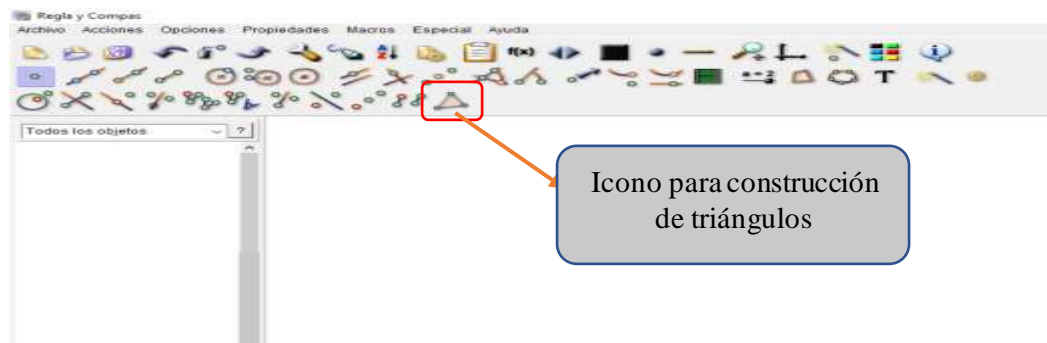 Regla y Compas
Archivo Acciones Opciones Propiedades Macros Especial Ayuda
f(x)
T
Todos los objetos ?
Icono para construcción
de triángulos